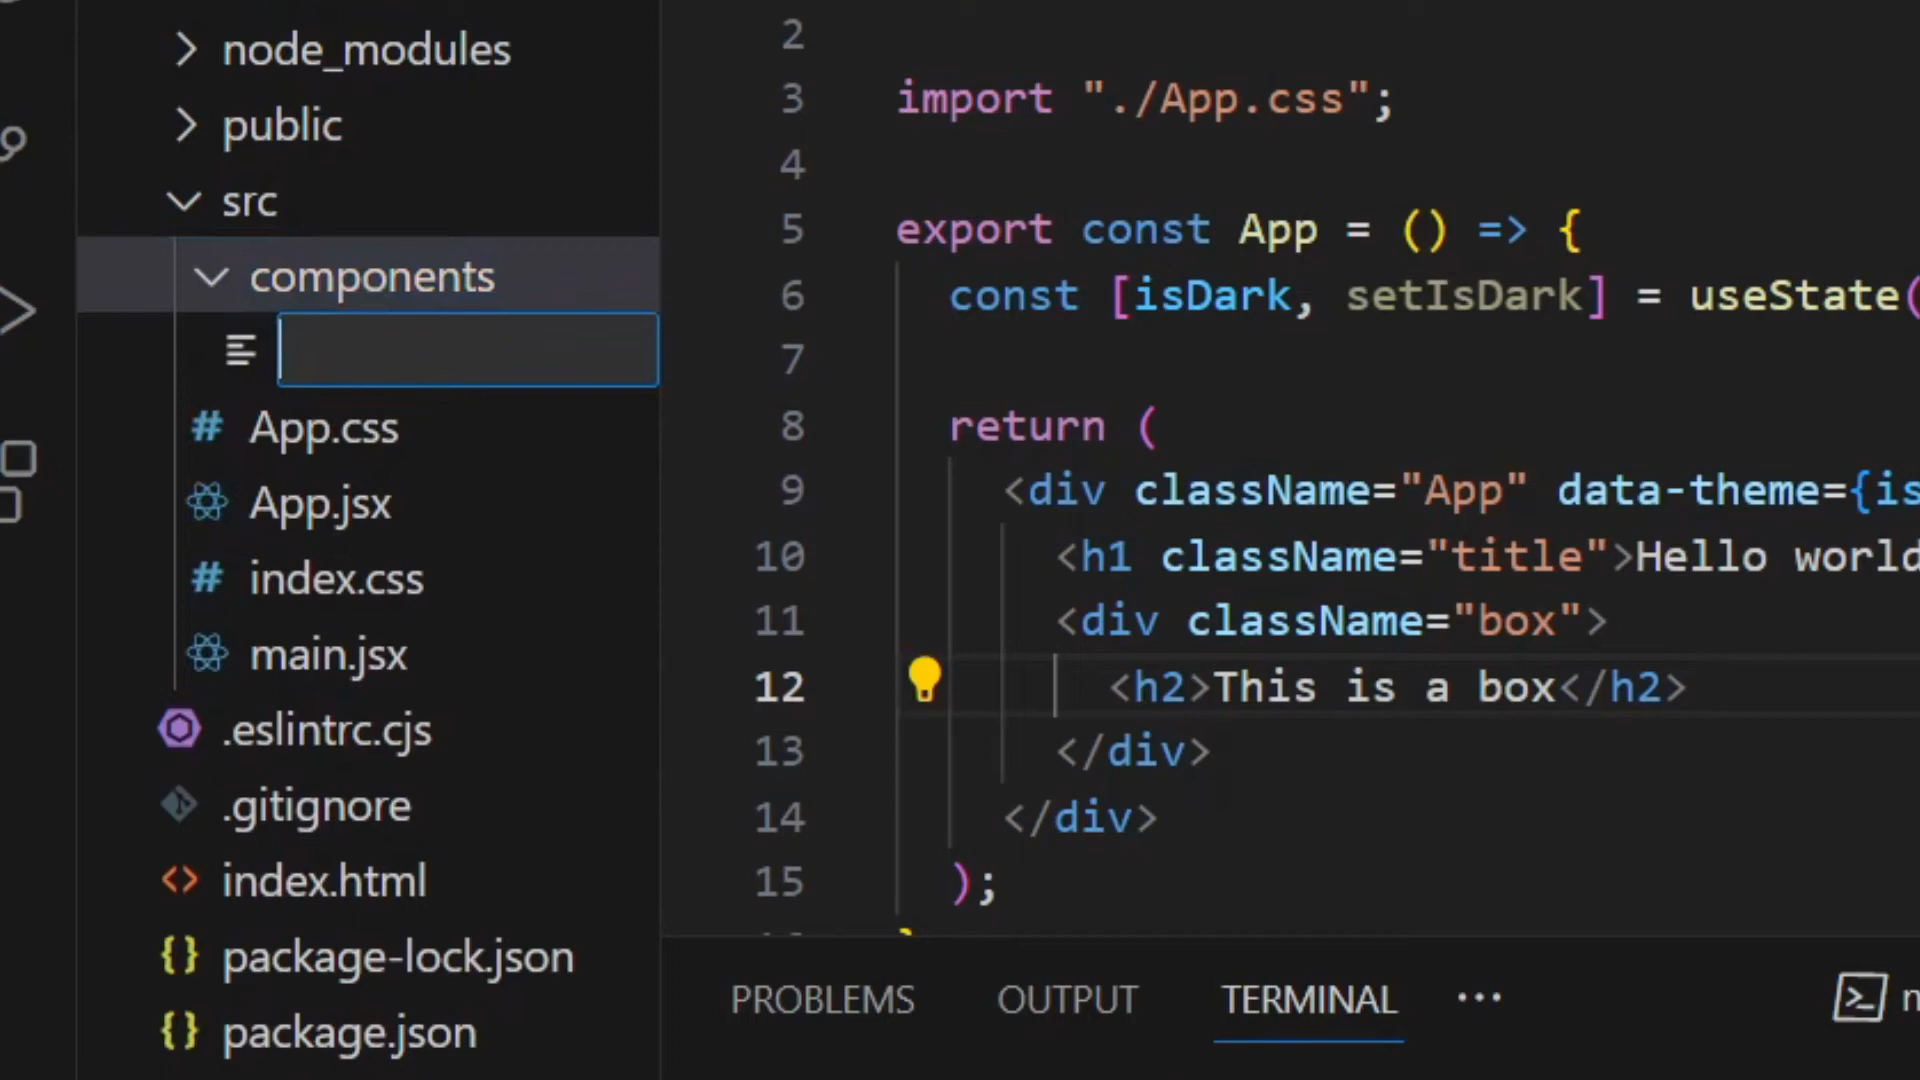 node_modules
public
src
components
App.css
App.jsx
index.css
main.jsx
.eslintrc.cjs
.gitignore
index.html
package-lock.json
package.json
2
3 import "./App.css";
4
5 export const App = () => {
6 const [isDark, setIsDark] = useState(
7
8 return (
9 <div className="App" data-theme={is
10 <h1 className="title">Hello world
11 <div className="box">
12 <h2>This is a box</h2>
13 </div>
14 </div>
15 );
PROBLEMS OUTPUT TERMINAL ···